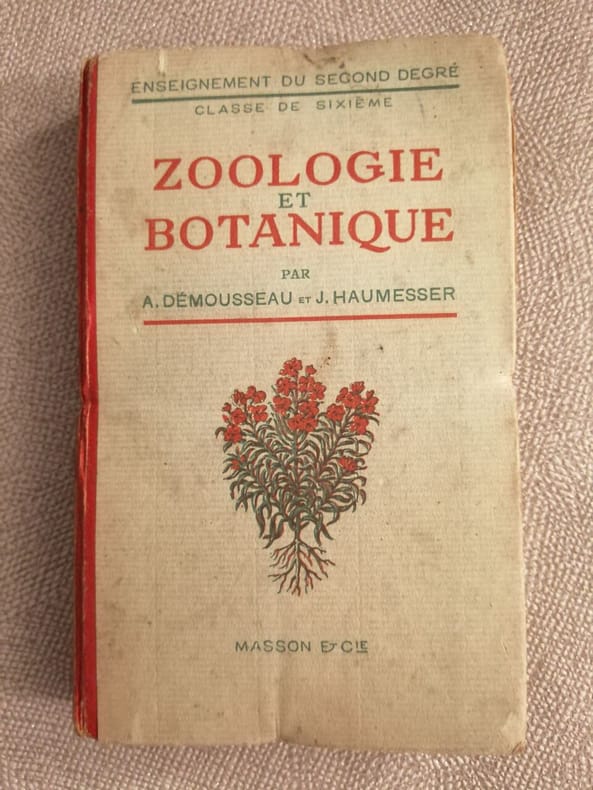 ENSEIGNEMENT DU SECOND DEGRÉ
CLASSE DE SIXIÈME
ZOOLOGIE
ET
BOTANIQUE
PAR
A. DÉMOUSSEAU ET J. HAUMESSER
MASSON & CIE